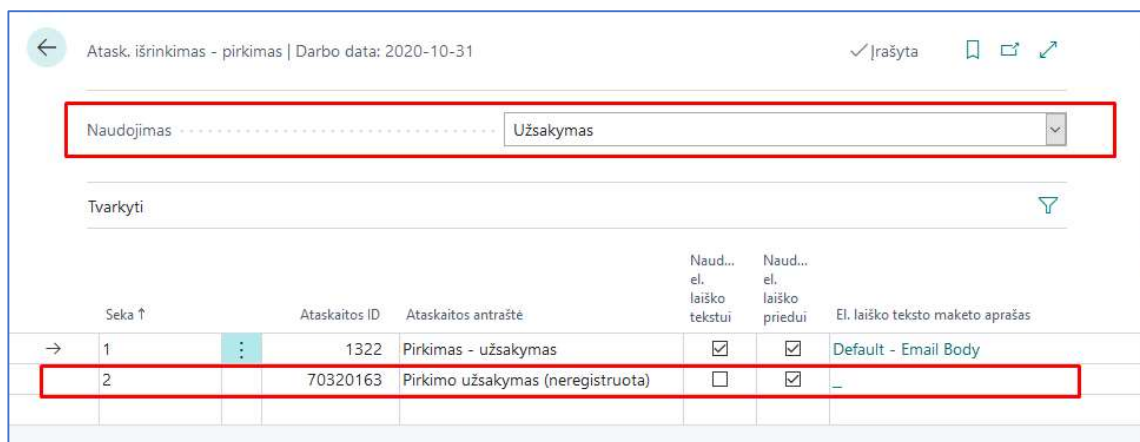 Atask. išrinkimas - pirkimas | Darbo data: 2020-10-31 ✓Įrašyta
Naudojimas Užsakymas
Tvarkyti
Seka ↑ Ataskaitos ID Ataskaitos antraštė Naud... el. laiško tekstui Naud... el. laiško priedui El. laiško teksto maketo aprašas
1 1322 Pirkimas - užsakymas Default - Email Body
2 70320163 Pirkimo užsakymas (neregistruota) _